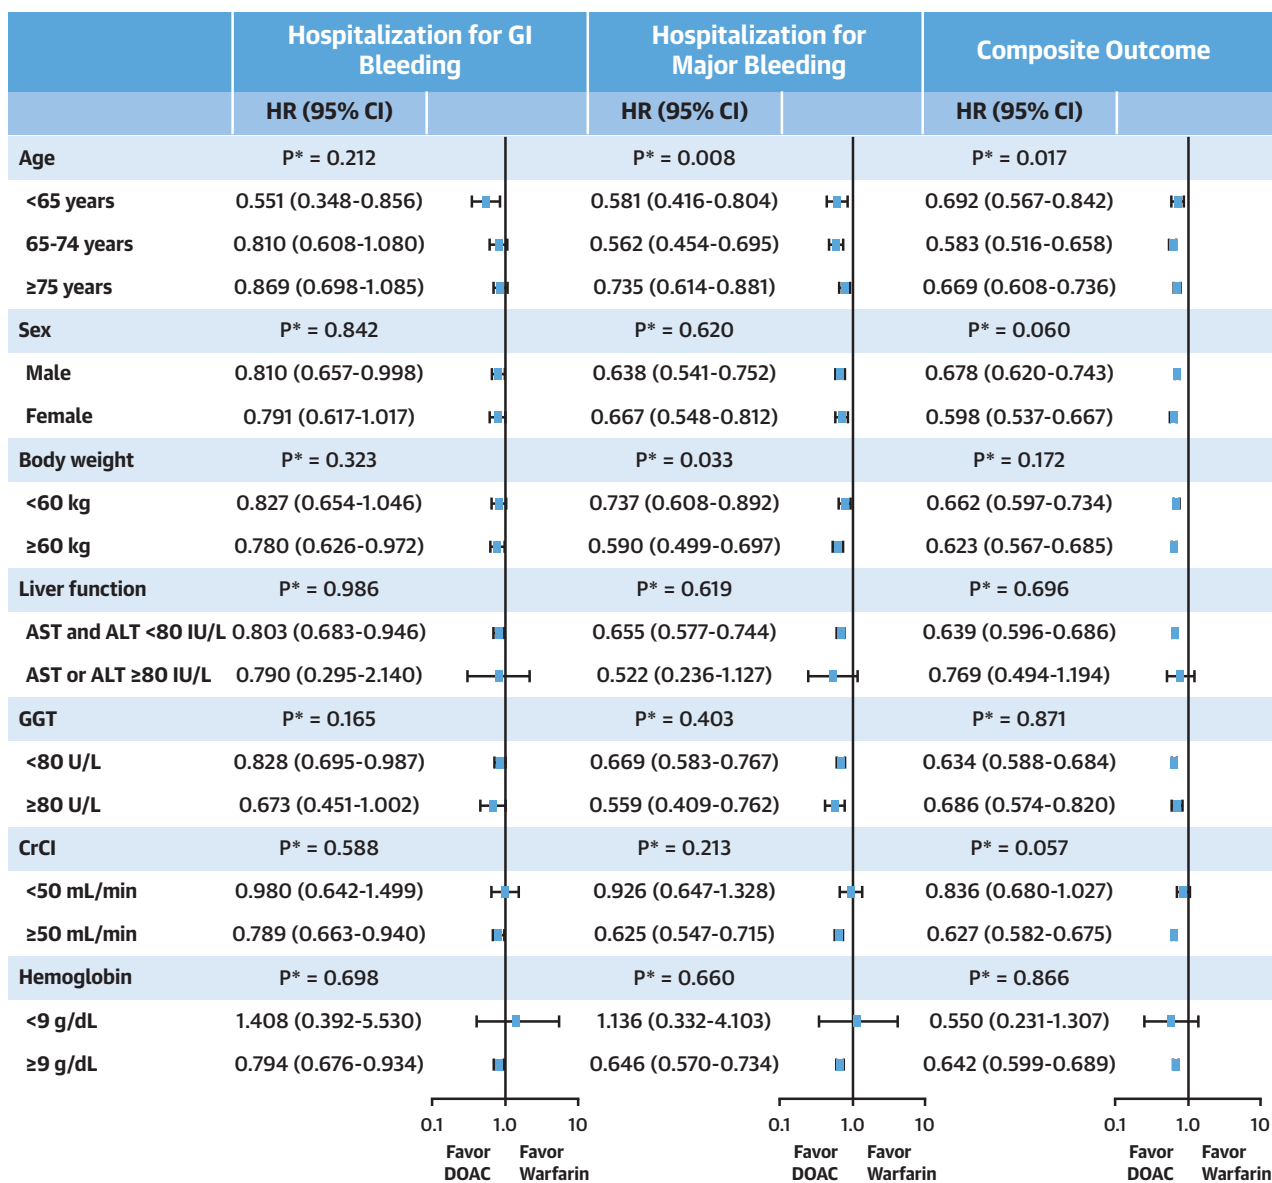 Hospitalization for GI Bleeding
Hospitalization for Major Bleeding
Composite Outcome
HR (95% CI) HR (95% CI) HR (95% CI)
Age P* = 0.212 P* = 0.008 P* = 0.017
<65 years 0.551 (0.348-0.856) 0.581 (0.416-0.804) 0.692 (0.567-0.842)
65-74 years 0.810 (0.608-1.080) 0.562 (0.454-0.695) 0.583 (0.516-0.658)
≥75 years 0.869 (0.698-1.085) 0.735 (0.614-0.881) 0.669 (0.608-0.736)
Sex P* = 0.842 P* = 0.620 P* = 0.060
Male 0.810 (0.657-0.998) 0.638 (0.541-0.752) 0.678 (0.620-0.743)
Female 0.791 (0.617-1.017) 0.667 (0.548-0.812) 0.598 (0.537-0.667)
Body weight P* = 0.323 P* = 0.033 P* = 0.172
<60 kg 0.827 (0.654-1.046) 0.737 (0.608-0.892) 0.662 (0.597-0.734)
≥60 kg 0.780 (0.626-0.972) 0.590 (0.499-0.697) 0.623 (0.567-0.685)
Liver function P* = 0.986 P* = 0.619 P* = 0.696
AST and ALT <80 IU/L 0.803 (0.683-0.946) 0.655 (0.577-0.744) 0.639 (0.596-0.686)
AST or ALT ≥80 IU/L 0.790 (0.295-2.140) 0.522 (0.236-1.127) 0.769 (0.494-1.194)
GGT P* = 0.165 P* = 0.403 P* = 0.871
<80 U/L 0.828 (0.695-0.987) 0.669 (0.583-0.767) 0.634 (0.588-0.684)
≥80 U/L 0.673 (0.451-1.002) 0.559 (0.409-0.762) 0.686 (0.574-0.820)
CrCl P* = 0.588 P* = 0.213 P* = 0.057
<50 mL/min 0.980 (0.642-1.499) 0.926 (0.647-1.328) 0.836 (0.680-1.027)
≥50 mL/min 0.789 (0.663-0.940) 0.625 (0.547-0.715) 0.627 (0.582-0.675)
Hemoglobin P* = 0.698 P* = 0.660 P* = 0.866
<9 g/dL 1.408 (0.392-5.530) 1.136 (0.332-4.103) 0.550 (0.231-1.307)
≥9 g/dL 0.794 (0.676-0.934) 0.646 (0.570-0.734) 0.642 (0.599-0.689)
0.1 1.0 10 0.1 1.0 10 0.1 1.0 10
Favor Favor Favor Favor Favor Favor
DOAC Warfarin DOAC Warfarin DOAC Warfarin